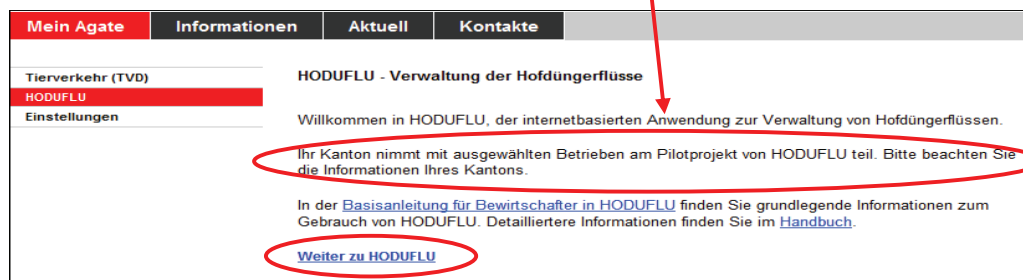 Mein Agate Informationen Aktuell Kontakte
Tierverkehr (TVD)
HODUFLU
Einstellungen
HODUFLU - Verwaltung der Hofdüngerflüsse
Willkommen in HODUFLU, der internetbasierten Anwendung zur Verwaltung von Hofdüngerflüssen.
Ihr Kanton nimmt mit ausgewählten Betrieben am Pilotprojekt von HODUFLU teil. Bitte beachten Sie
die Informationen Ihres Kantons.
In der Basisanleitung für Bewirtschafter in HODUFLU finden Sie grundlegende Informationen zum
Gebrauch von HODUFLU. Detailliertere Informationen finden Sie im Handbuch.
Weiter zu HODUFLU